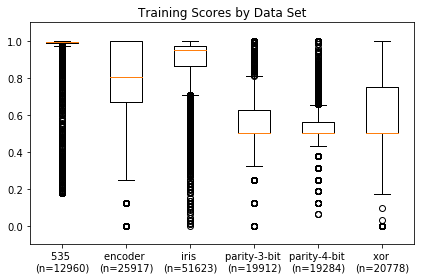 Training Scores by Data Set
1.0
0.8
0.6
0.4
0.2
0.0
535 encoder iris parity-3-bit parity-4-bit xor
(n=12960) (n=25917) (n=51623) (n=19912) (n=19284) (n=20778)